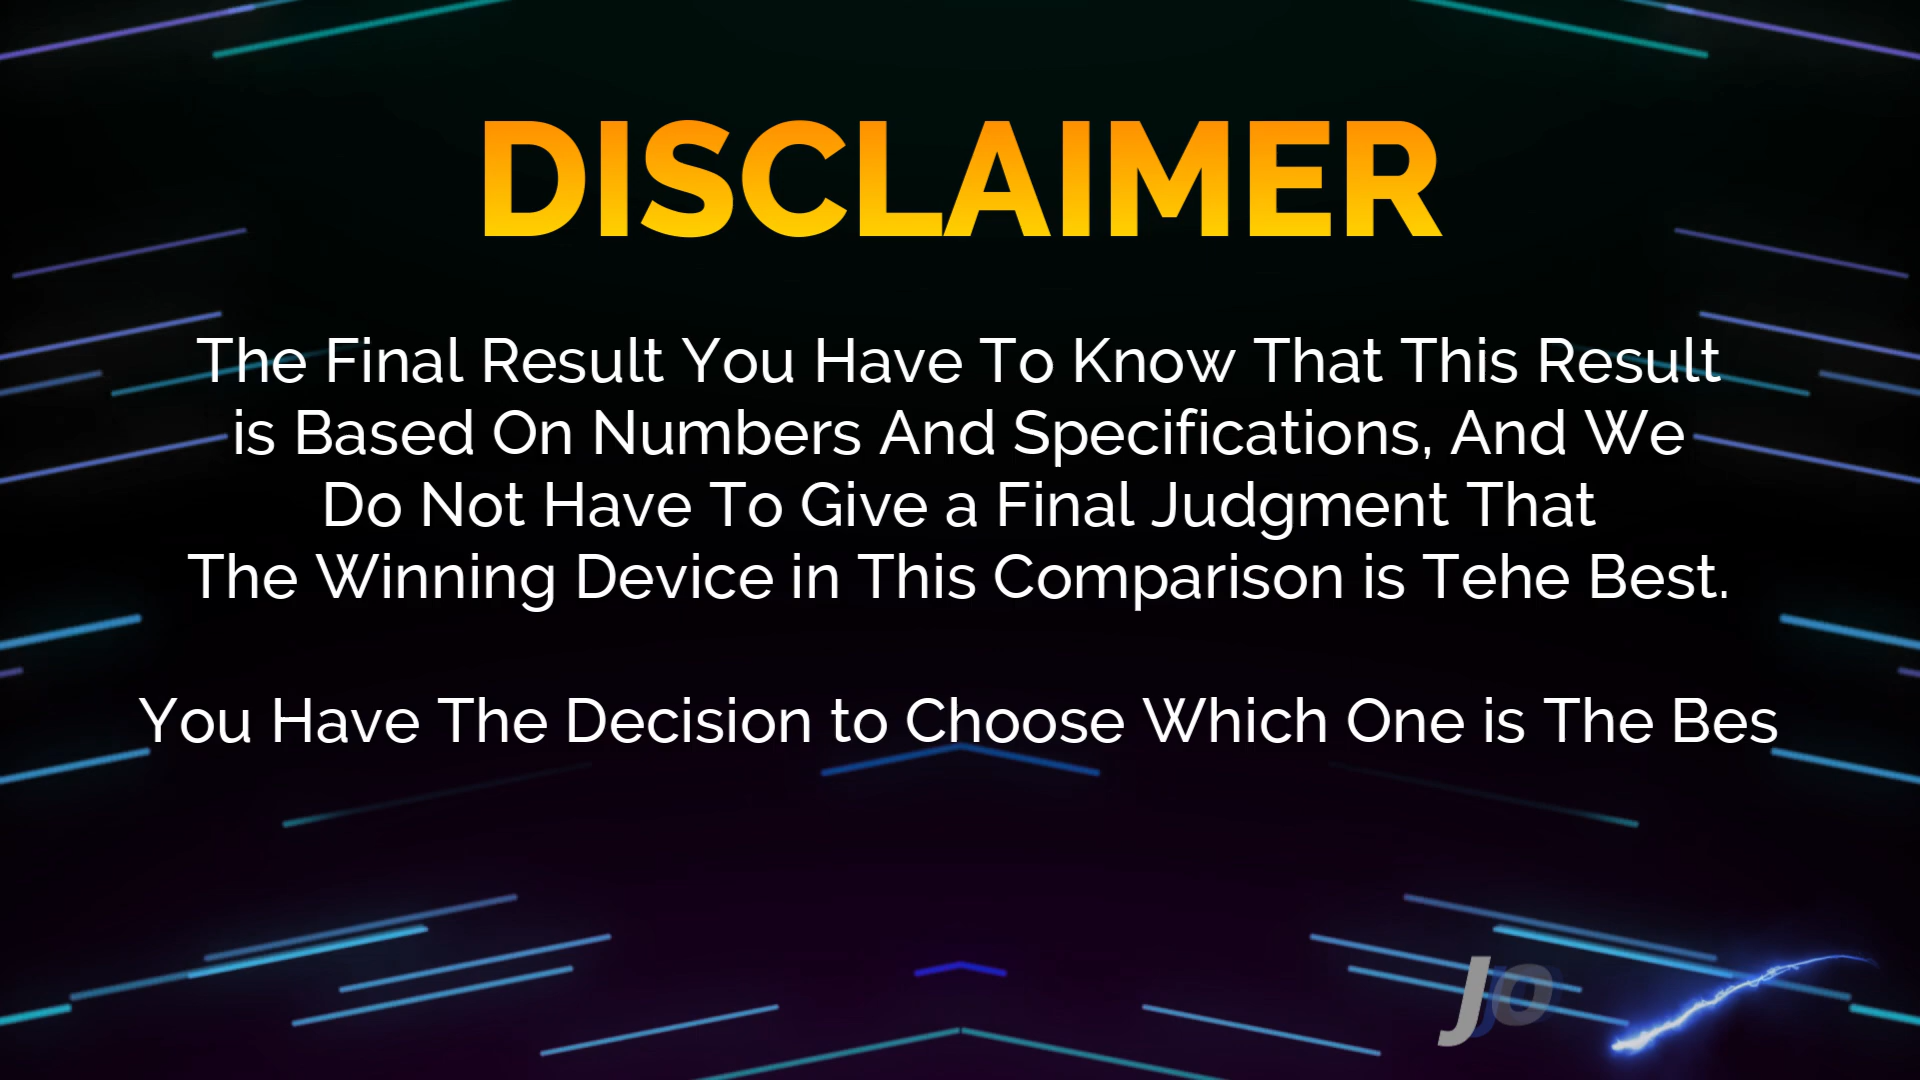 DISCLAIMER
The Final Result You Have To Know That This Result
is Based On Numbers And Specifications, And We
Do Not Have To Give a Final Judgment That
The Winning Device in This Comparison is Tehe Best.
You Have The Decision to Choose Which One is The Bes
Jo